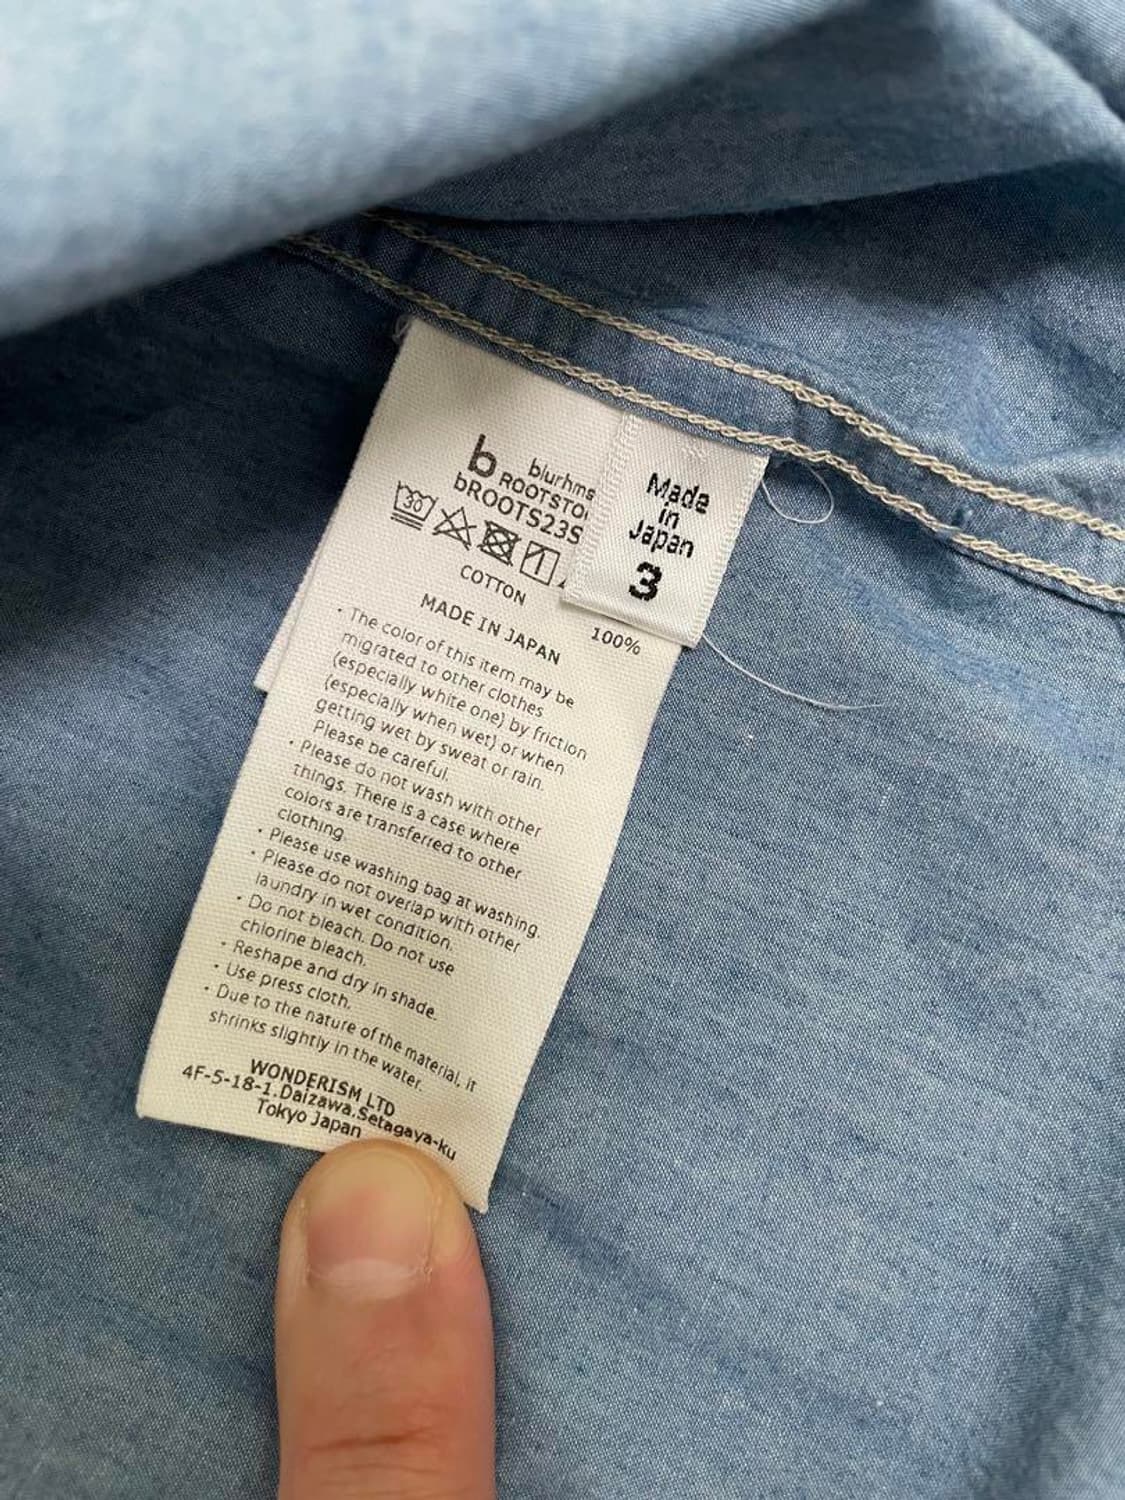 b blurhms
ROOTSTO
bROOTS23S
30
COTTON 100%
MADE IN JAPAN
Made
in
Japan
3
・The color of this item may be
migrated to other clothes
(especially white one) by friction
(especially when wet) or when
getting wet by sweat or rain.
Please be careful.
・Please do not wash with other
things. There is a case where
colors are transferred to other
clothing.
・Please use washing bag at washing.
・Please do not overlap with other
laundry in wet condition.
・Do not bleach. Do not use
chlorine bleach.
・Reshape and dry in shade.
・Use press cloth.
・Due to the nature of the material, it
shrinks slightly in the water.
WONDERISM LTD
4F-5-18-1.Daizawa.Setagaya-ku
Tokyo Japan